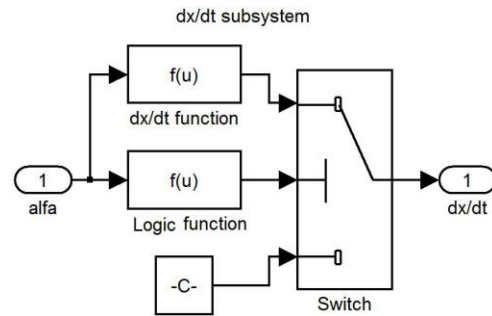 dx/dt subsystem
f(u)
dx/dt function
1
alfa
f(u)
Logic function
1
dx/dt
-C-
Switch